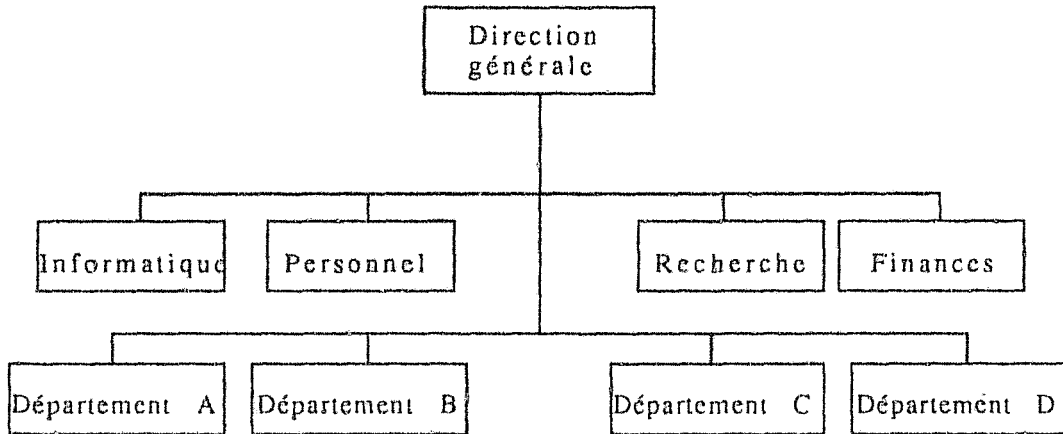 Direction
générale
Informatique
Personnel
Recherche
Finances
Département A
Département B
Département C
Département D